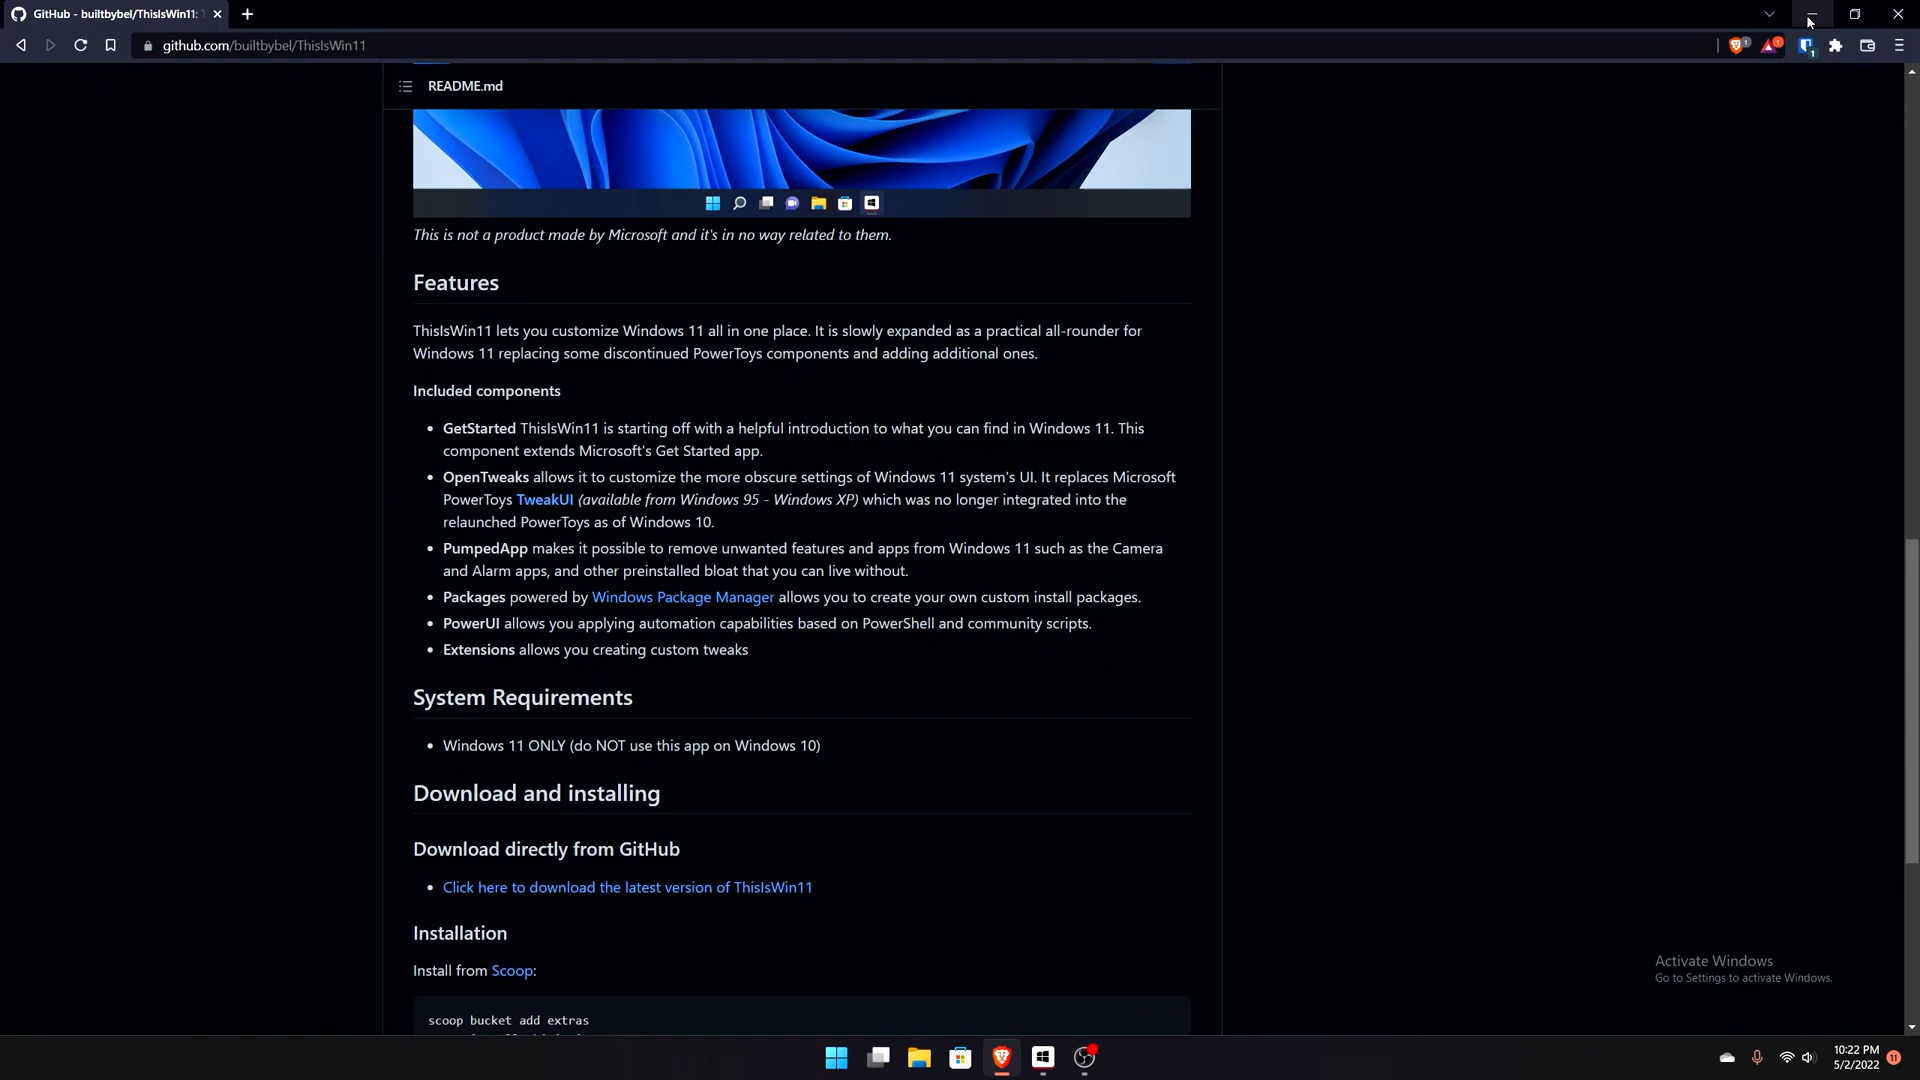 GitHub - builtbybel/ThisIsWin11: T
github.com/builtbybel/ThisIsWin11
1
1
1
README.md
This is not a product made by Microsoft and it's in no way related to them.
Features
ThisIsWin11 lets you customize Windows 11 all in one place. It is slowly expanded as a practical all-rounder for
Windows 11 replacing some discontinued PowerToys components and adding additional ones.
Included components
• GetStarted ThisIsWin11 is starting off with a helpful introduction to what you can find in Windows 11. This
component extends Microsoft's Get Started app.
• OpenTweaks allows it to customize the more obscure settings of Windows 11 system's UI. It replaces Microsoft
PowerToys TweakUI (available from Windows 95 - Windows XP) which was no longer integrated into the
relaunched PowerToys as of Windows 10.
• PumpedApp makes it possible to remove unwanted features and apps from Windows 11 such as the Camera
and Alarm apps, and other preinstalled bloat that you can live without.
• Packages powered by Windows Package Manager allows you to create your own custom install packages.
• PowerUI allows you applying automation capabilities based on PowerShell and community scripts.
• Extensions allows you creating custom tweaks
System Requirements
• Windows 11 ONLY (do NOT use this app on Windows 10)
Download and installing
Download directly from GitHub
• Click here to download the latest version of ThisIsWin11
Installation
Install from Scoop:
scoop bucket add extras
Activate Windows
Go to Settings to activate Windows.
10:22 PM
5/2/2022
11